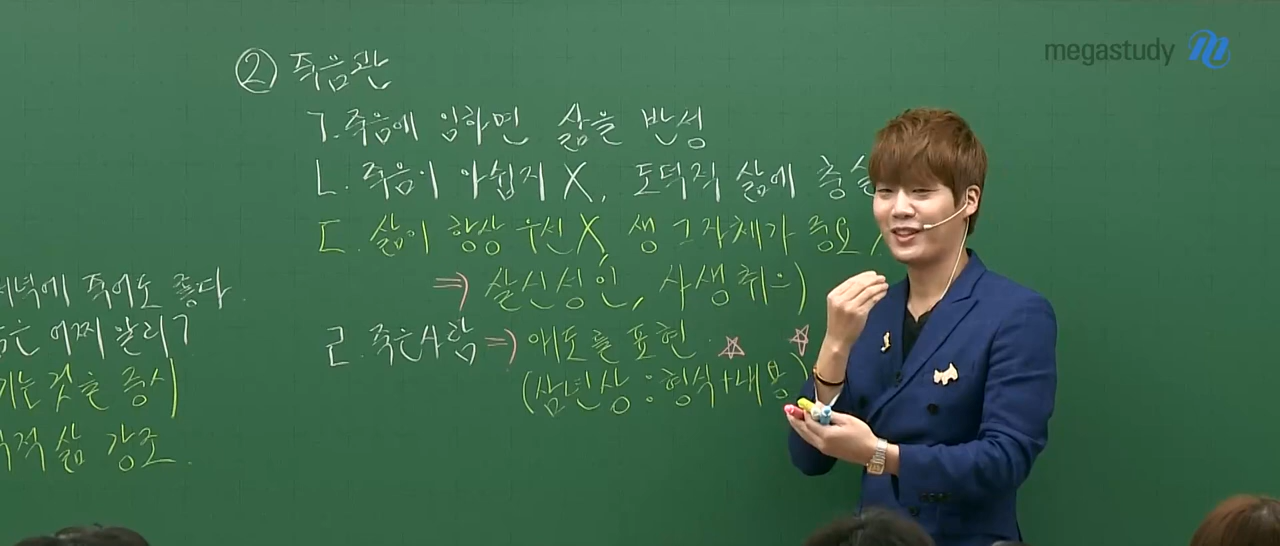 megastudy
② 죽음관
ㄱ. 죽음에 임하면 삶을 반성
ㄴ. 죽음이 아쉽지 X, 도덕적 삶에 충실
ㄷ. 삶이 항상 우선 X, 생 그 자체가 중요
⇒ 살신성인, 사생취의)
ㄹ. 죽은사람 ⇒ 애도를 표현. ☆ ☆
(삼년상 : 형식+내용)
저녁에 죽어도 좋다.
어찌 알리?
것을 중시
적 삶 강조.